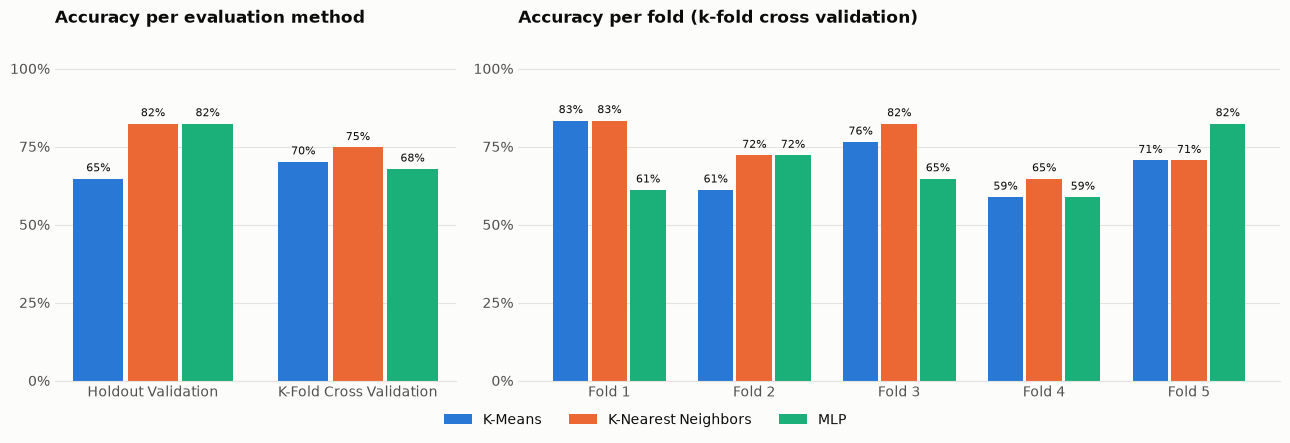 Accuracy per evaluation method
100%
75%
50%
25%
0%
65%
82%
82%
70%
75%
68%
Holdout Validation
K-Fold Cross Validation
Accuracy per fold (k-fold cross validation)
100%
75%
50%
25%
0%
83%
83%
61%
61%
72%
72%
76%
82%
65%
59%
65%
59%
71%
71%
82%
Fold 1
Fold 2
Fold 3
Fold 4
Fold 5
K-Means
K-Nearest Neighbors
MLP